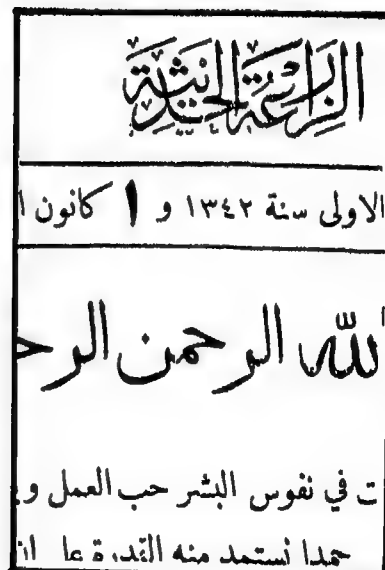 الزراعة الحديثة
الاولى سنة ١٣٤٢ و ١ كانون
الله الرحمن الرح
ت في نفوس البشر حب العمل و
حمدا نستمد منه القدرة